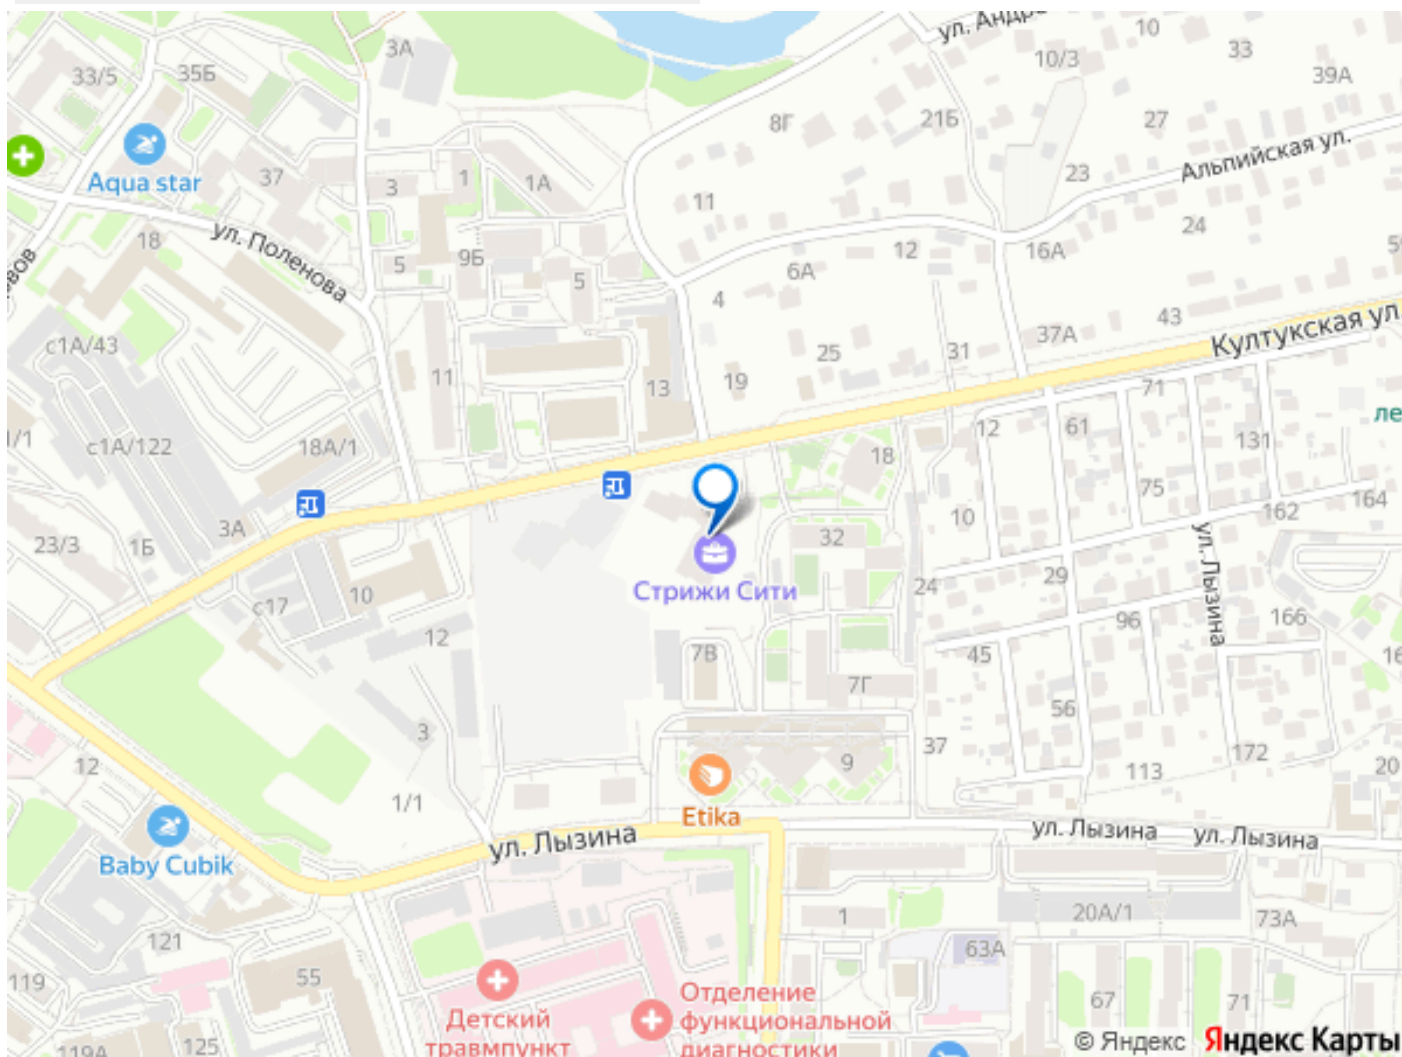 ул. Андр
3А
10
10/3
33
33/5
35Б
39А
8Г
21Б
27
Aqua star
37
3
1
1А
Альпийская ул.
23
11
18
ул. Поленова
5
9Б
5
6А
12
16А
24
4
43
Култукская ул
с1А/43
11
13
19
25
31
37А
71
ле
/1
с1А/122
18А/1
18
12
61
131
75
164
3А
10
162
23/3
1Б
32
ул. Лызина
Стрижи Сити
с17
10
24
29
96
166
12
7В
45
16
7Г
56
3
37
172
12
9
113
20
1/1
Etika
ул. Лызина
ул. Лызина
ул. Лызина
Baby Cubik
1
20А/1
73А
121
63А
119
55
67
71
Детский
травмпункт
Отделение
функциональной
диагностики
119А
125
© Яндекс Яндекс Карты